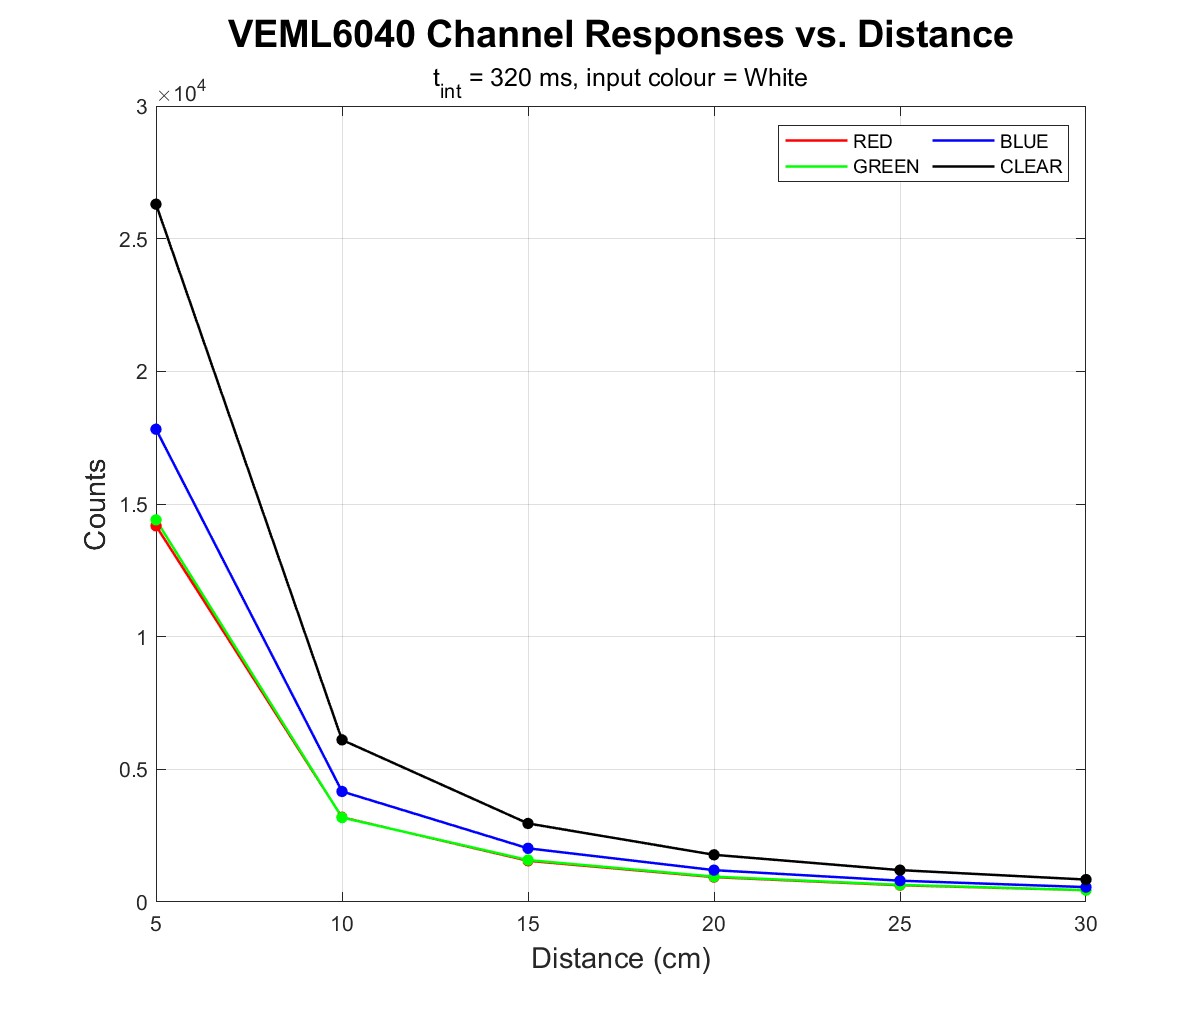 VEML6040 Channel Responses vs. Distance
t_int = 320 ms, input colour = White
×10^4
RED BLUE
GREEN CLEAR
3
2.5
2
1.5
1
0.5
0
Counts
5 10 15 20 25 30
Distance (cm)